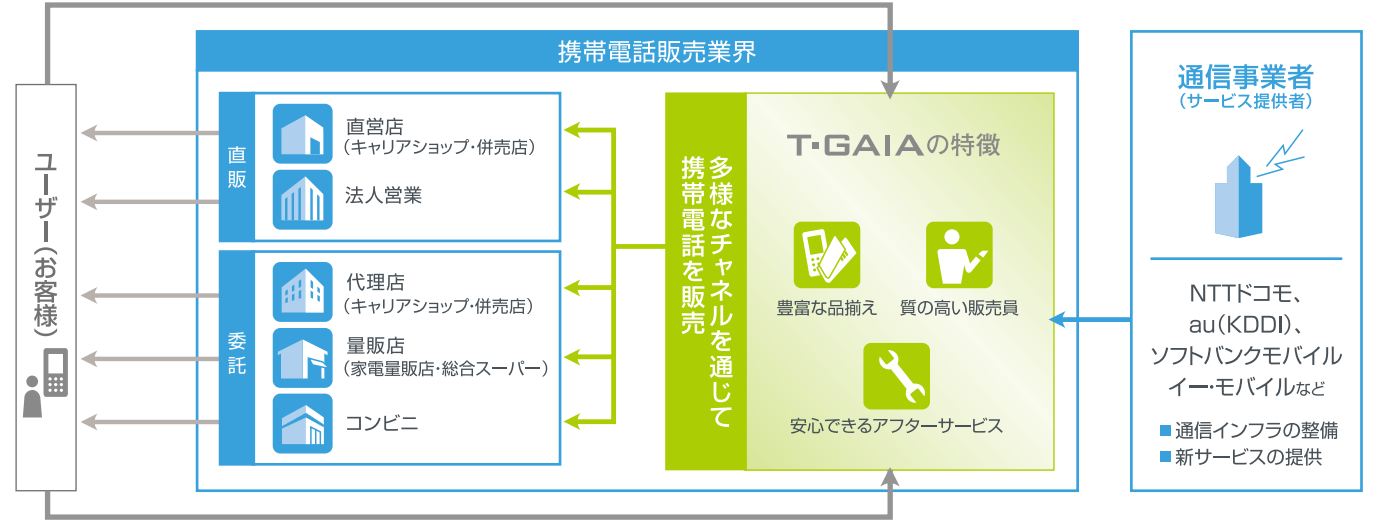 携帯電話販売業界
ユーザー(お客様)
直販
直営店
(キャリアショップ・併売店)
法人営業
委託
代理店
(キャリアショップ・併売店)
量販店
(家電量販店・総合スーパー)
コンビニ
多様なチャネルを通じて
携帯電話を販売
T・GAIAの特徴
豊富な品揃え
質の高い販売員
安心できるアフターサービス
通信事業者
(サービス提供者)
NTTドコモ、
au(KDDI)、
ソフトバンクモバイル
イー・モバイルなど
■通信インフラの整備
■新サービスの提供